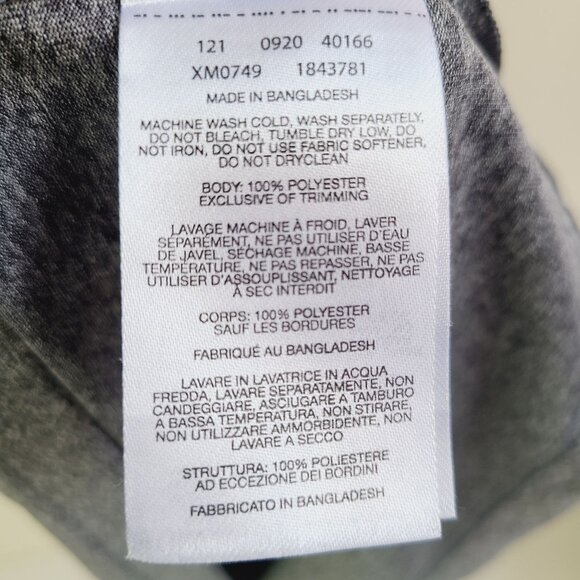 121 0920 40166
XM0749 1843781
MADE IN BANGLADESH
MACHINE WASH COLD, WASH SEPARATELY,
DO NOT BLEACH, TUMBLE DRY LOW, DO
NOT IRON, DO NOT USE FABRIC SOFTENER,
DO NOT DRYCLEAN
BODY: 100% POLYESTER
EXCLUSIVE OF TRIMMING
LAVAGE MACHINE À FROID, LAVER
SÉPARÉMENT, NE PAS UTILISER D'EAU
DE JAVEL, SÉCHAGE MACHINE, BASSE
TEMPÉRATURE, NE PAS REPASSER, NE PAS
UTILISER D'ASSOUPLISSANT, NETTOYAGE
À SEC INTERDIT
CORPS: 100% POLYESTER
SAUF LES BORDURES
FABRIQUÉ AU BANGLADESH
LAVARE IN LAVATRICE IN ACQUA
FREDDA, LAVARE SEPARATAMENTE, NON
CANDEGGIARE, ASCIUGARE A TAMBURO
A BASSA TEMPERATURA, NON STIRARE,
NON UTILIZZARE AMMORBIDENTE, NON
LAVARE A SECCO
STRUTTURA: 100% POLIESTERE
AD ECCEZIONE DEI BORDINI
FABBRICATO IN BANGLADESH